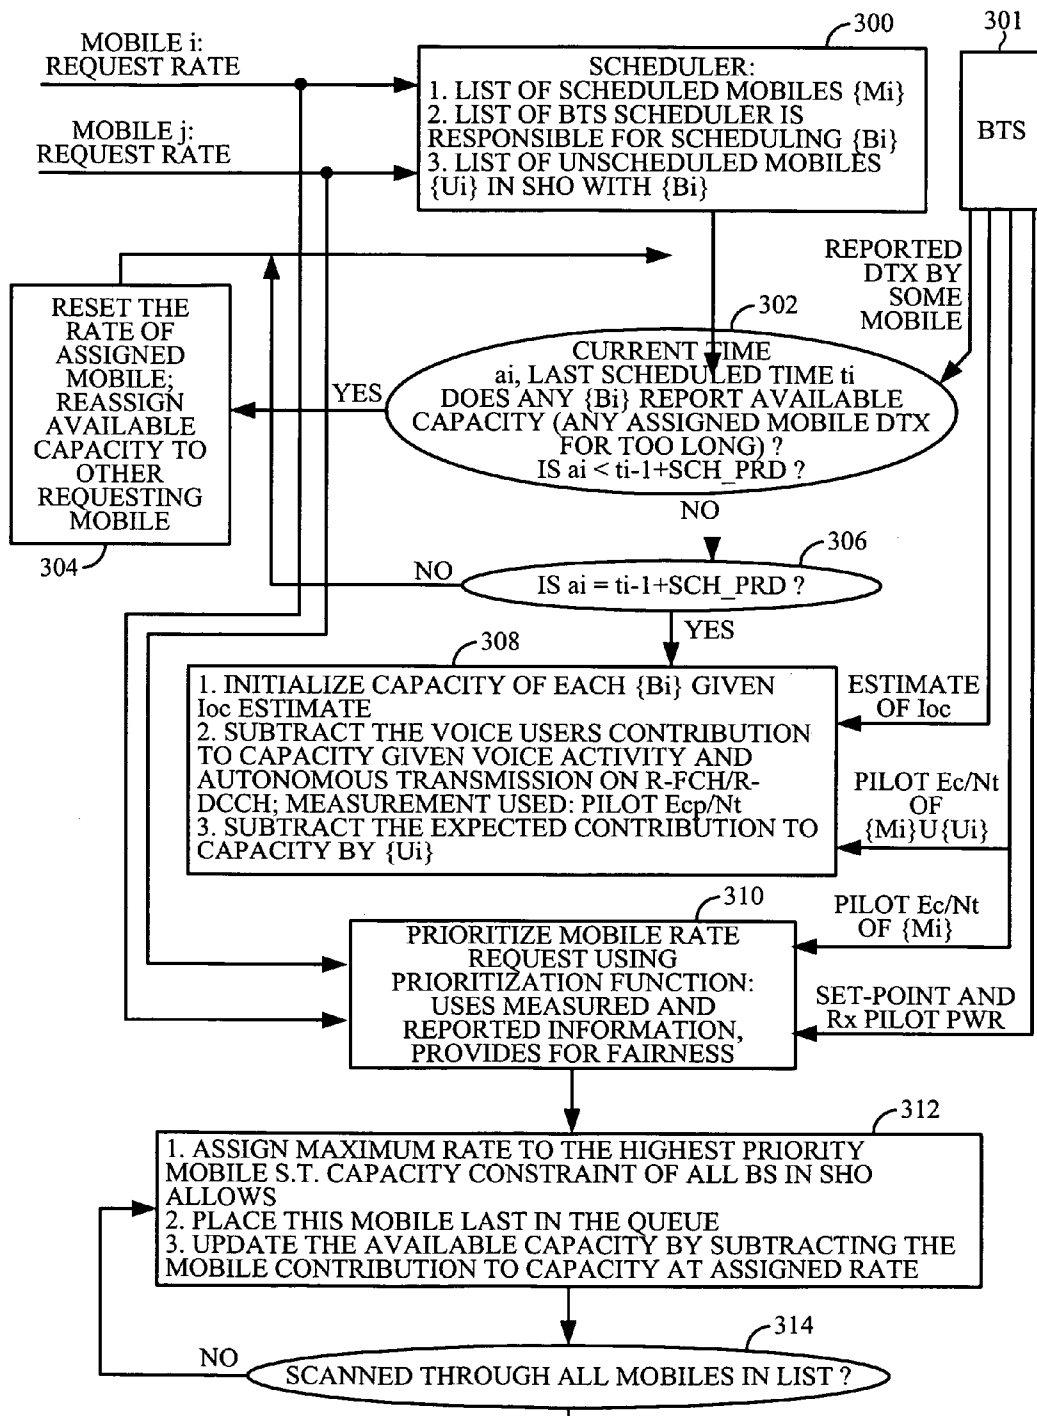 300
301
MOBILE i:
REQUEST RATE
MOBILE j:
REQUEST RATE
SCHEDULER:
1. LIST OF SCHEDULED MOBILES {Mi}
2. LIST OF BTS SCHEDULER IS
RESPONSIBLE FOR SCHEDULING {Bi}
3. LIST OF UNSCHEDULED MOBILES
{Ui} IN SHO WITH {Bi}
BTS
REPORTED
DTX BY
SOME
MOBILE
302
CURRENT TIME
ai, LAST SCHEDULED TIME ti
DOES ANY {Bi} REPORT AVAILABLE
CAPACITY (ANY ASSIGNED MOBILE DTX
FOR TOO LONG) ?
IS ai < ti-1+SCH_PRD ?
YES
RESET THE
RATE OF
ASSIGNED
MOBILE;
REASSIGN
AVAILABLE
CAPACITY TO
OTHER
REQUESTING
MOBILE
304
NO
306
IS ai = ti-1+SCH_PRD ?
NO
YES
308
1. INITIALIZE CAPACITY OF EACH {Bi} GIVEN
Ioc ESTIMATE
2. SUBTRACT THE VOICE USERS CONTRIBUTION
TO CAPACITY GIVEN VOICE ACTIVITY AND
AUTONOMOUS TRANSMISSION ON R-FCH/R-
DCCH; MEASUREMENT USED: PILOT Ecp/Nt
3. SUBTRACT THE EXPECTED CONTRIBUTION TO
CAPACITY BY {Ui}
ESTIMATE
OF Ioc
PILOT Ec/Nt
OF
{Mi}U{Ui}
310
PRIORITIZE MOBILE RATE
REQUEST USING
PRIORITIZATION FUNCTION:
USES MEASURED AND
REPORTED INFORMATION,
PROVIDES FOR FAIRNESS
PILOT Ec/Nt
OF {Mi}
SET-POINT AND
Rx PILOT PWR
312
1. ASSIGN MAXIMUM RATE TO THE HIGHEST PRIORITY
MOBILE S.T. CAPACITY CONSTRAINT OF ALL BS IN SHO
ALLOWS
2. PLACE THIS MOBILE LAST IN THE QUEUE
3. UPDATE THE AVAILABLE CAPACITY BY SUBTRACTING THE
MOBILE CONTRIBUTION TO CAPACITY AT ASSIGNED RATE
314
NO
SCANNED THROUGH ALL MOBILES IN LIST ?